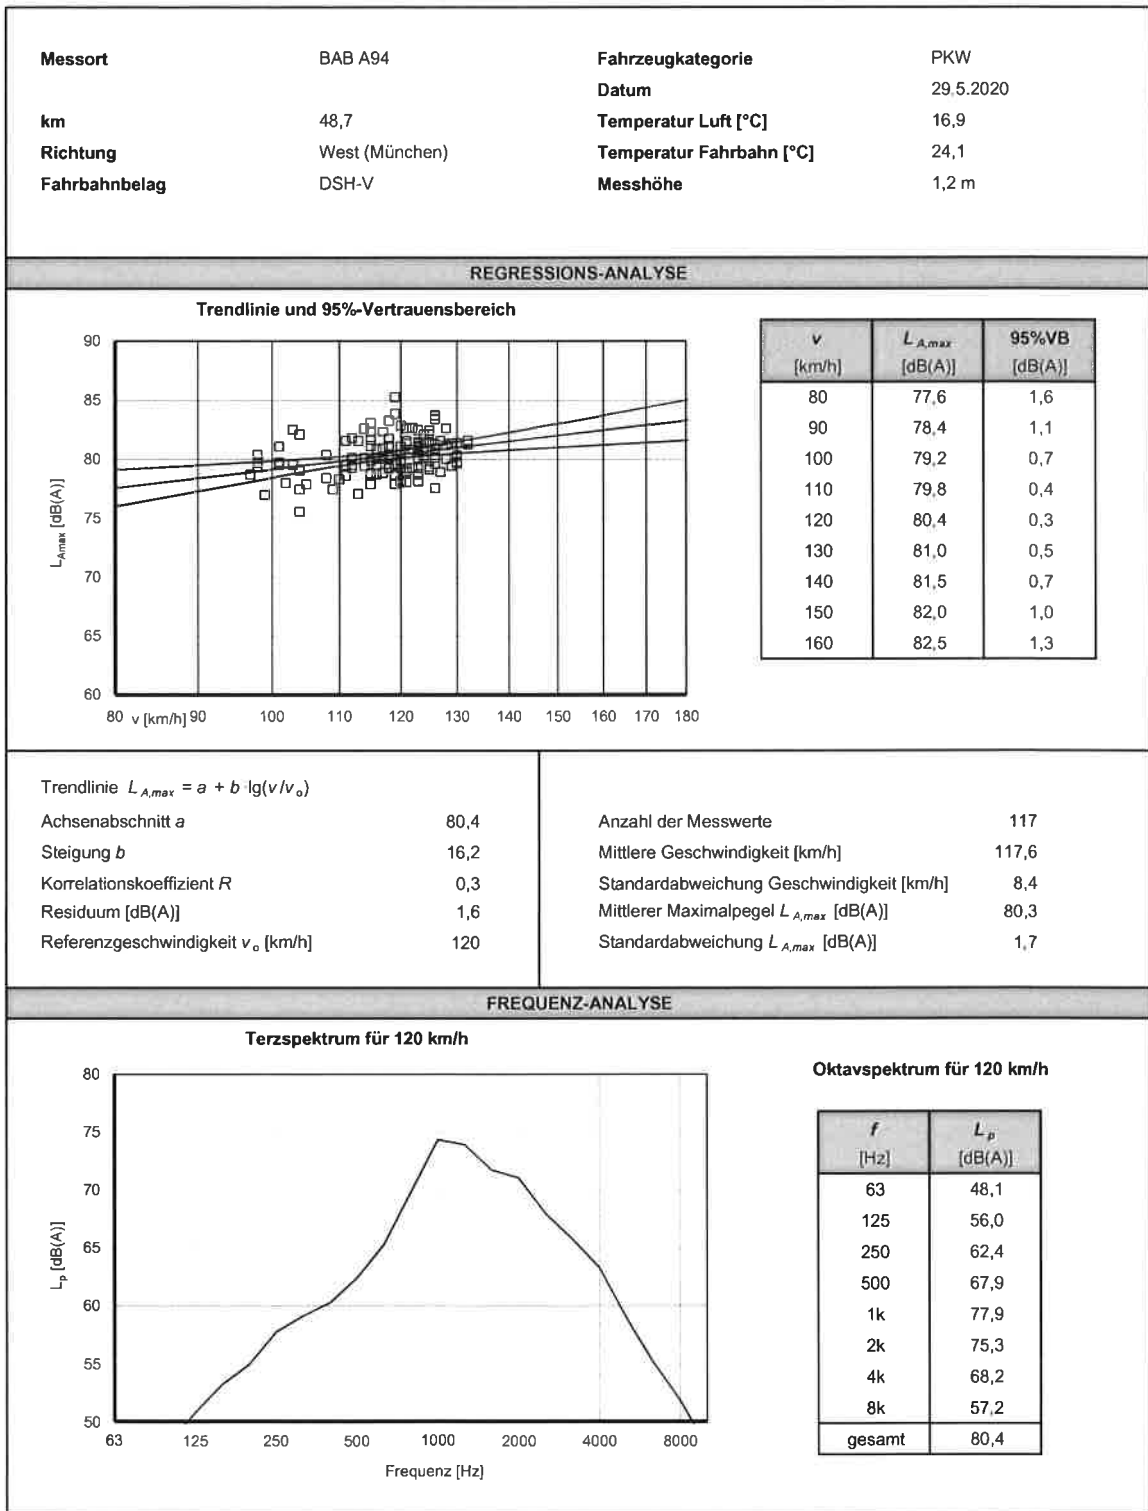 Messort BAB A94 Fahrzeugkategorie PKW
Datum 29.5.2020
km 48,7 Temperatur Luft [°C] 16,9
Richtung West (München) Temperatur Fahrbahn [°C] 24,1
Fahrbahnbelag DSH-V Messhöhe 1,2 m
REGRESSIONS-ANALYSE
Trendlinie und 95%-Vertrauensbereich
90
85
80
75
70
65
60
L_Amax [dB(A)]
80 v [km/h] 90 100 110 120 130 140 150 160 170 180
v L_A,max 95%VB
[km/h] [dB(A)] [dB(A)]
80 77,6 1,6
90 78,4 1,1
100 79,2 0,7
110 79,8 0,4
120 80,4 0,3
130 81,0 0,5
140 81,5 0,7
150 82,0 1,0
160 82,5 1,3
Trendlinie L_A,max = a + b·lg(v/v_o)
Achsenabschnitt a 80,4
Steigung b 16,2
Korrelationskoeffizient R 0,3
Residuum [dB(A)] 1,6
Referenzgeschwindigkeit v_o [km/h] 120
Anzahl der Messwerte 117
Mittlere Geschwindigkeit [km/h] 117,6
Standardabweichung Geschwindigkeit [km/h] 8,4
Mittlerer Maximalpegel L_A,max [dB(A)] 80,3
Standardabweichung L_A,max [dB(A)] 1,7
FREQUENZ-ANALYSE
Terzspektrum für 120 km/h
80
75
70
65
60
55
50
L_p [dB(A)]
63 125 250 500 1000 2000 4000 8000
Frequenz [Hz]
Oktavspektrum für 120 km/h
f L_p
[Hz] [dB(A)]
63 48,1
125 56,0
250 62,4
500 67,9
1k 77,9
2k 75,3
4k 68,2
8k 57,2
gesamt 80,4